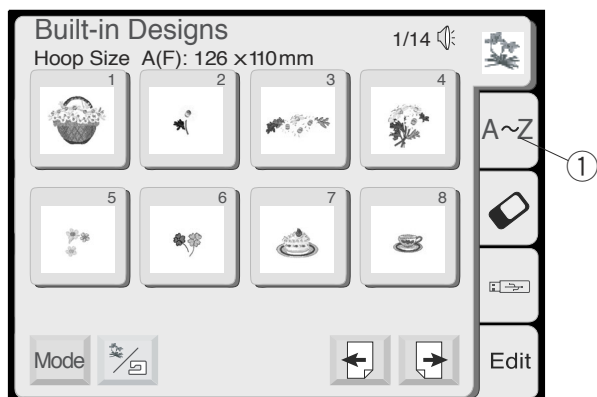 Built-in Designs
1/14
Hoop Size A(F): 126 ×110mm
1 2 3 4
A~Z
1
5 6 7 8
Mode
Edit